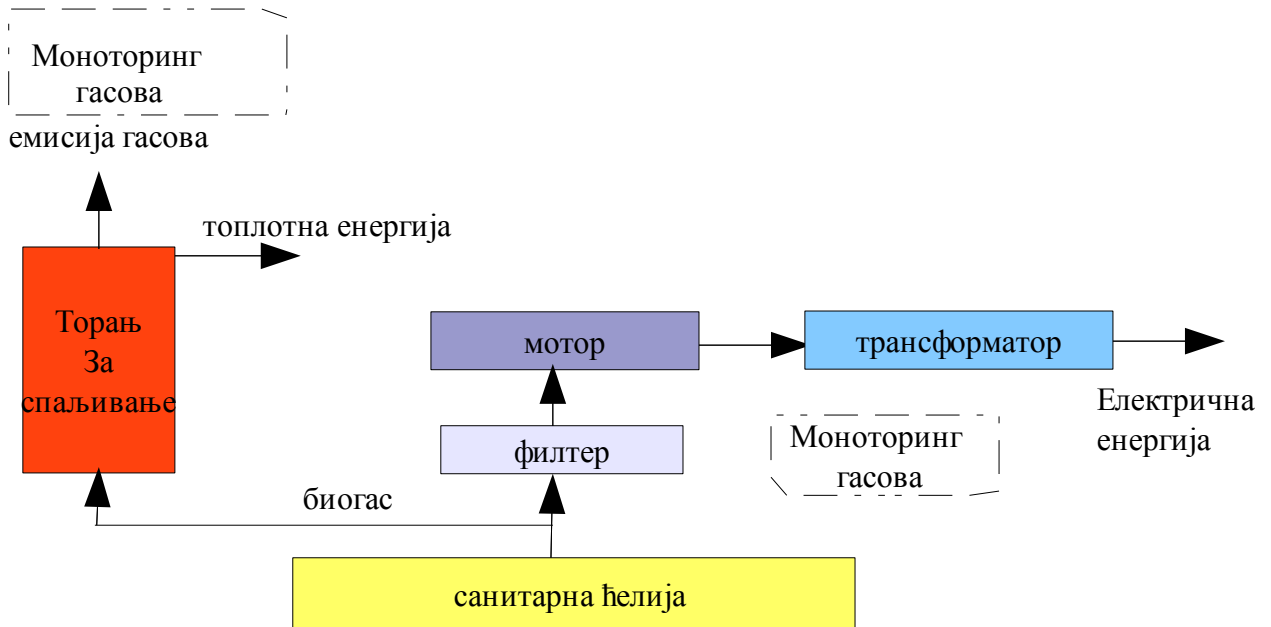 Моноторинг
гасова
емисија гасова
топлотна енергија
Торањ
За
спаљивање
мотор
трансформатор
Електрична
енергија
филтер
Моноторинг
гасова
биогас
санитарна ћелија